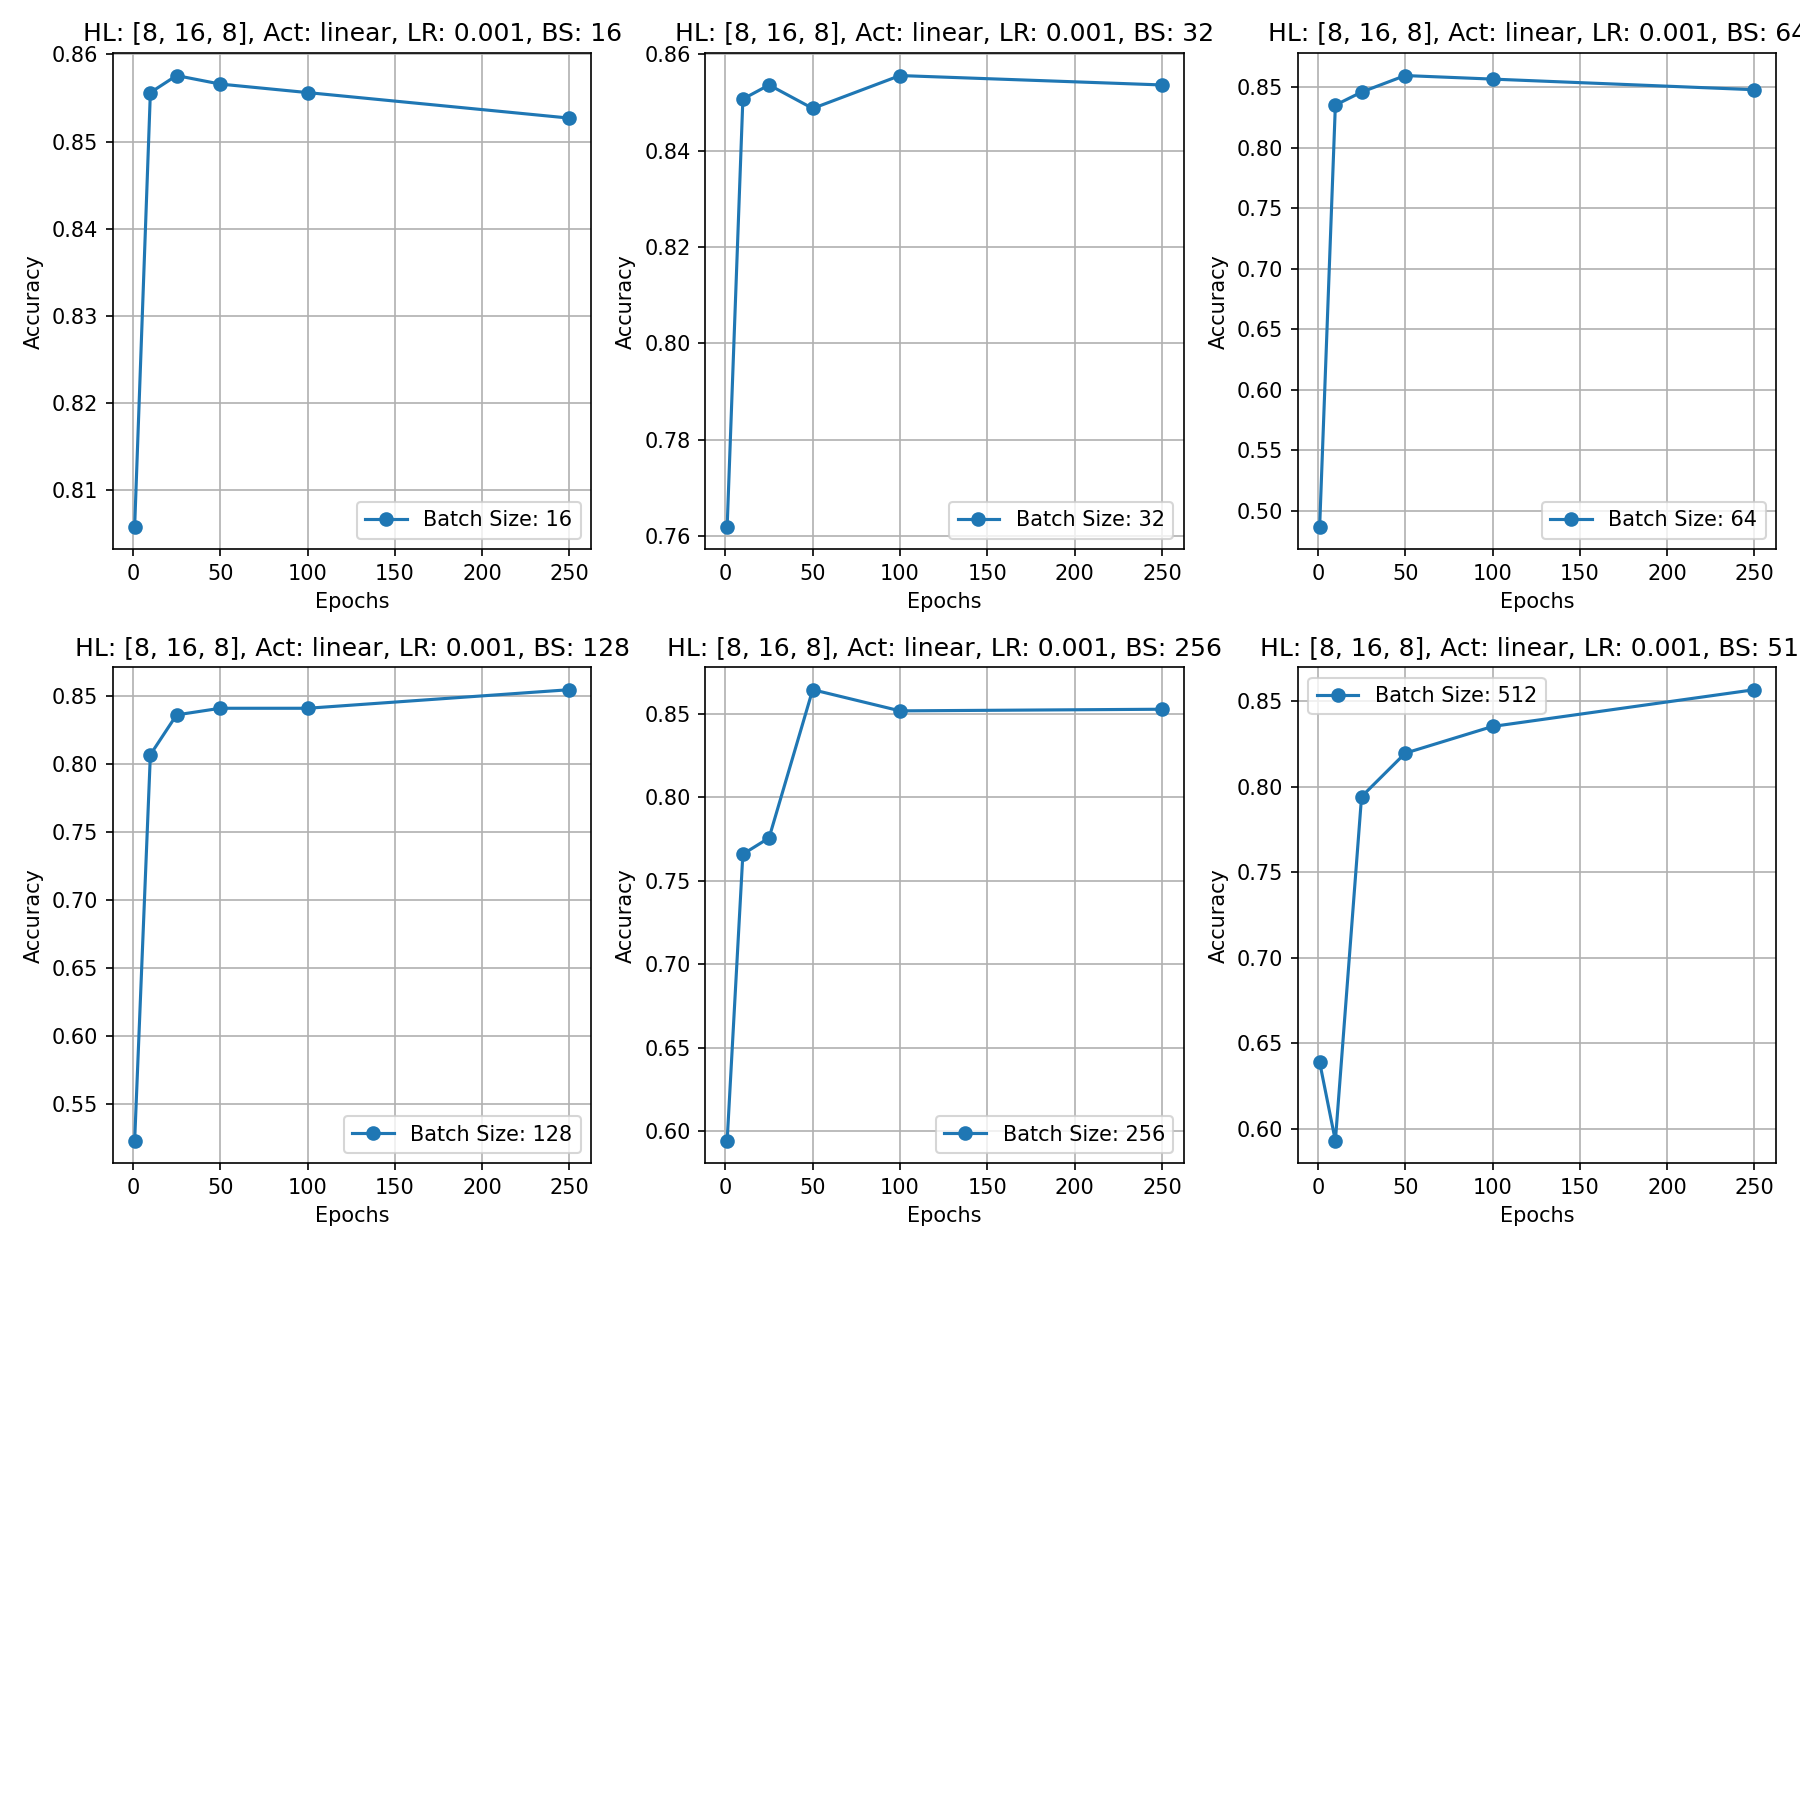 HL: [8, 16, 8], Act: linear, LR: 0.001, BS: 16
0.86
0.85
0.84
0.83
0.82
0.81
Accuracy
Batch Size: 16
0 50 100 150 200 250
Epochs
HL: [8, 16, 8], Act: linear, LR: 0.001, BS: 32
0.86
0.84
0.82
0.80
0.78
0.76
Accuracy
Batch Size: 32
0 50 100 150 200 250
Epochs
HL: [8, 16, 8], Act: linear, LR: 0.001, BS: 64
0.85
0.80
0.75
0.70
0.65
0.60
0.55
0.50
Accuracy
Batch Size: 64
0 50 100 150 200 250
Epochs
HL: [8, 16, 8], Act: linear, LR: 0.001, BS: 128
0.85
0.80
0.75
0.70
0.65
0.60
0.55
Accuracy
Batch Size: 128
0 50 100 150 200 250
Epochs
HL: [8, 16, 8], Act: linear, LR: 0.001, BS: 256
0.85
0.80
0.75
0.70
0.65
0.60
Accuracy
Batch Size: 256
0 50 100 150 200 250
Epochs
HL: [8, 16, 8], Act: linear, LR: 0.001, BS: 51
Batch Size: 512
0.85
0.80
0.75
0.70
0.65
0.60
Accuracy
0 50 100 150 200 250
Epochs